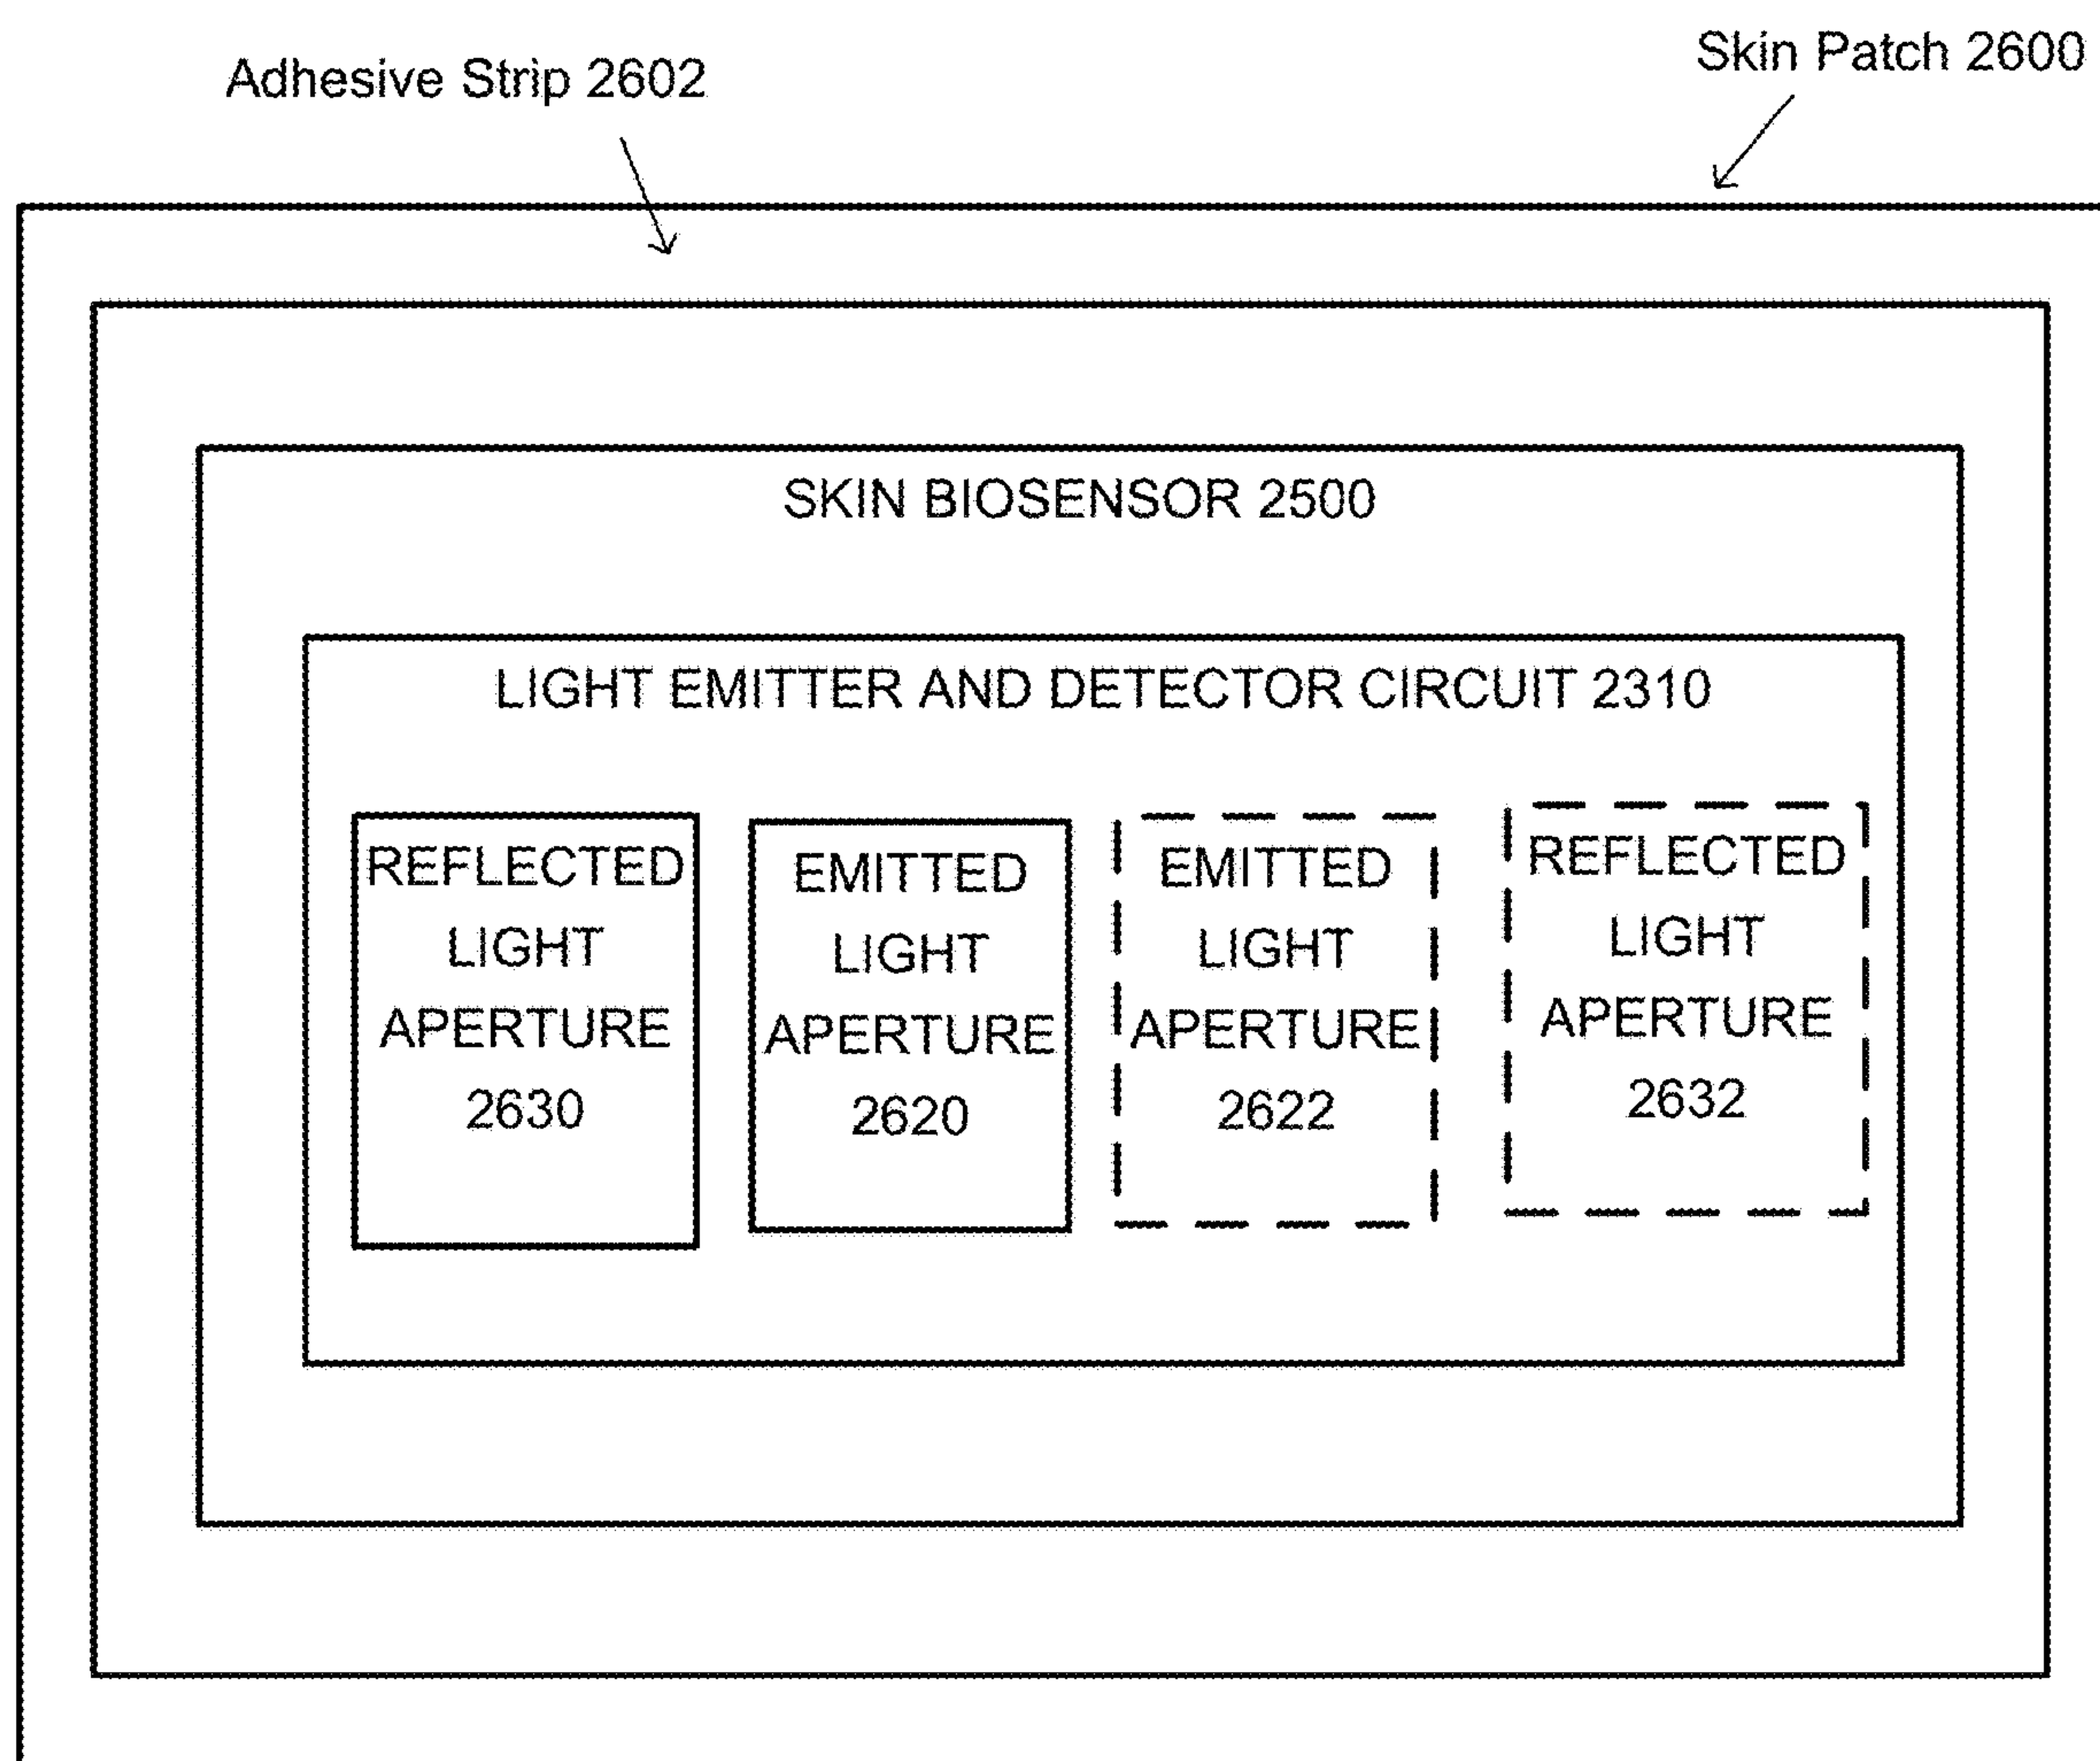 Adhesive Strip 2602
Skin Patch 2600
SKIN BIOSENSOR 2500
LIGHT EMITTER AND DETECTOR CIRCUIT 2310
REFLECTED
LIGHT
APERTURE
2630
EMITTED
LIGHT
APERTURE
2620
EMITTED
LIGHT
APERTURE
2622
REFLECTED
LIGHT
APERTURE
2632